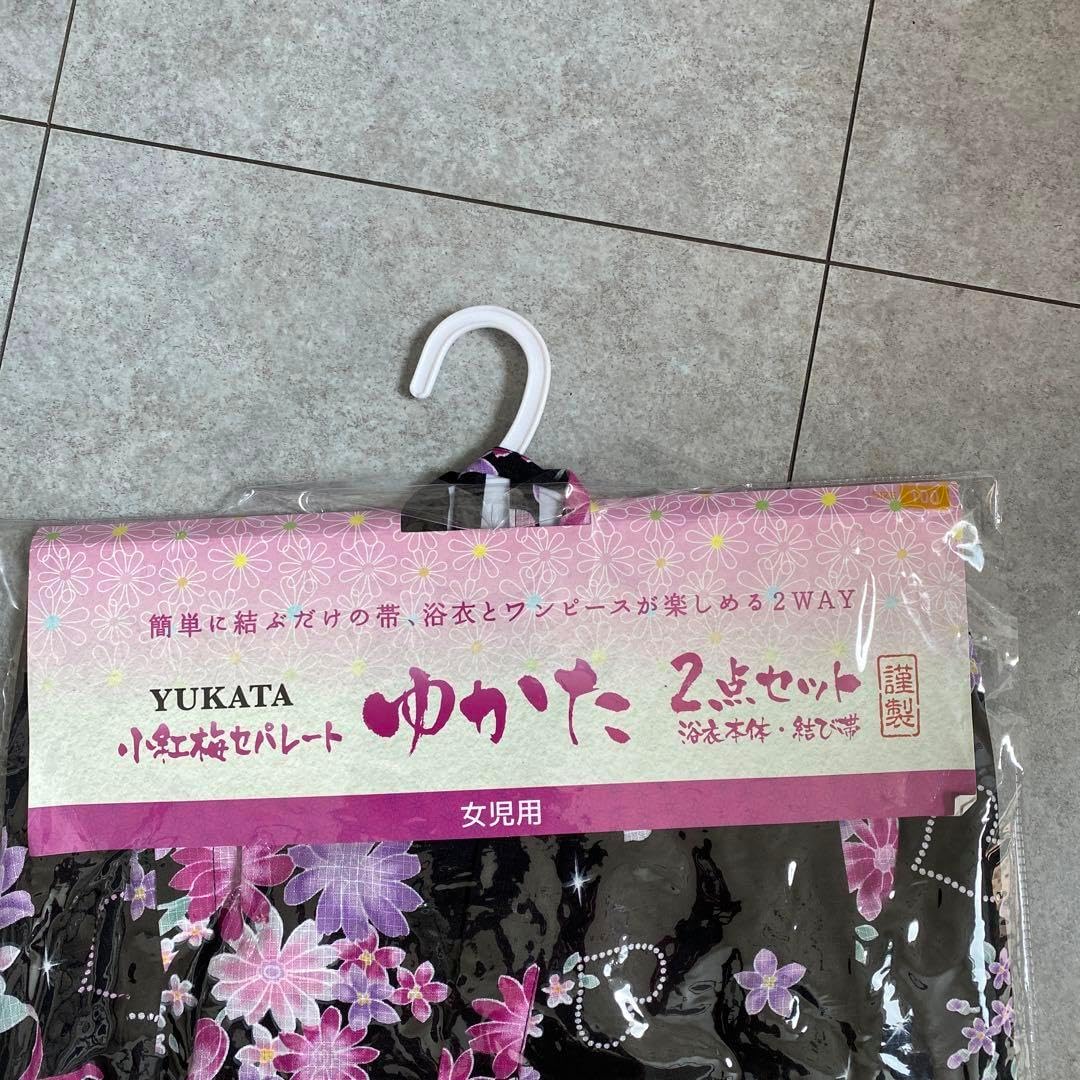 100
簡単に結ぶだけの帯、浴衣とワンピースが楽しめる2WAY
YUKATA
小紅梅セパレート
ゆかた
2点セット
浴衣本体・結び帯
謹製
女児用